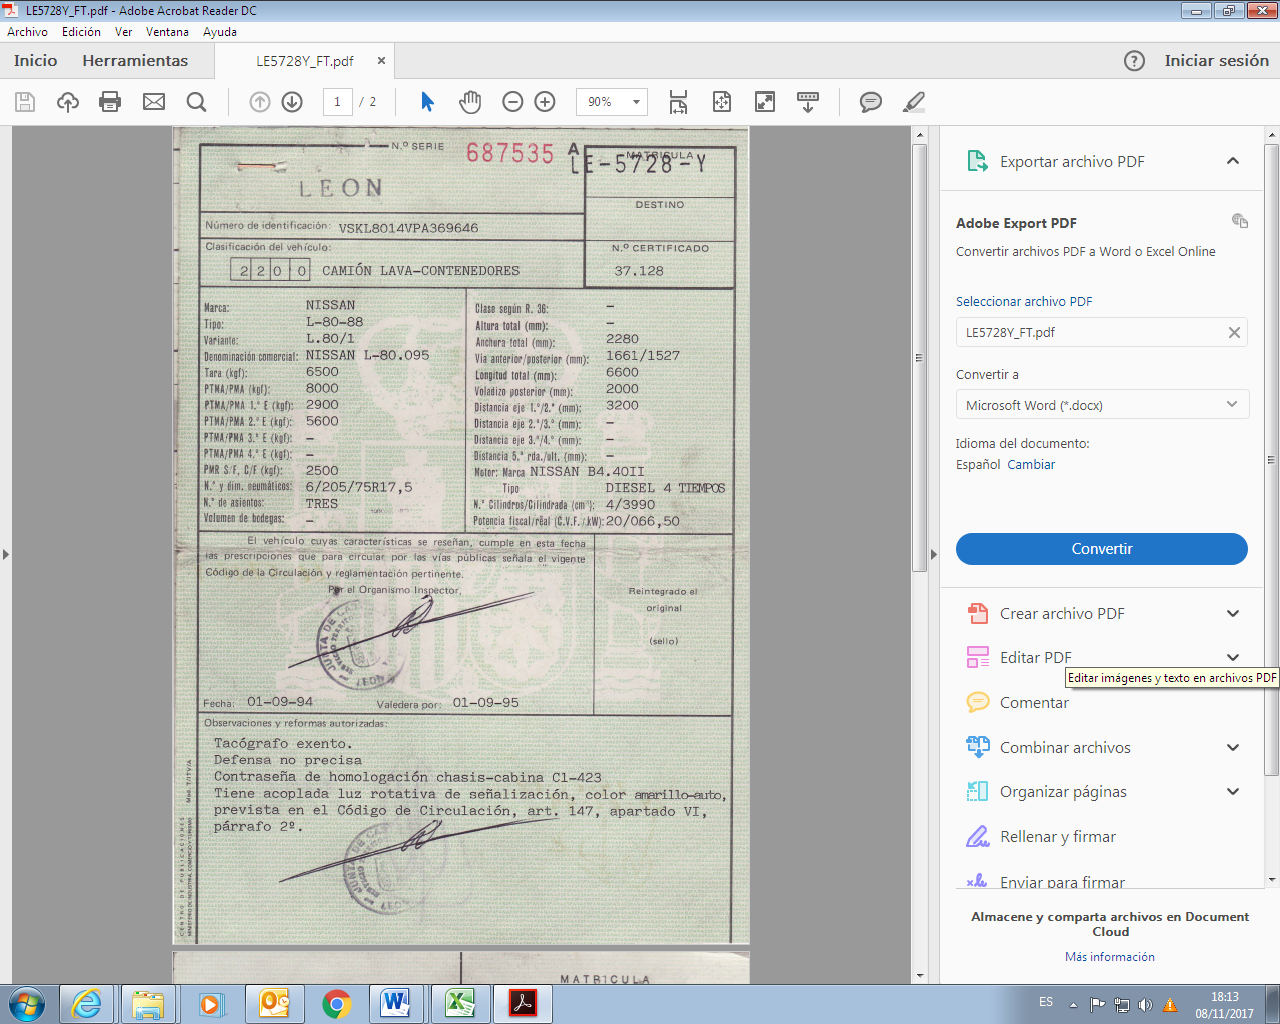 LE5728Y_FT.pdf - Adobe Acrobat Reader DC
Archivo Edición Ver Ventana Ayuda
Inicio Herramientas LE5728Y_FT.pdf × ? Iniciar sesión
1 / 2 90%
N.º SERIE 687535 A MATRICULA
LE-5728-Y
LEON
DESTINO
Número de identificación: VSKL8014VPA369646
Clasificación del vehículo: N.º CERTIFICADO
2200 CAMIÓN LAVA-CONTENEDORES 37.128
Marca: NISSAN
Tipo: L-80-88
Variante: L.80/1
Denominación comercial: NISSAN L-80.095
Tara (kgf): 6500
PTMA/PMA (kgf): 8000
PTMA/PMA 1.º E (kgf): 2900
PTMA/PMA 2.º E (kgf): 5600
PTMA/PMA 3.º E (kgf): –
PTMA/PMA 4.º E (kgf): –
PMR S/F, C/F (kgf): 2500
N.º y dim. neumáticos: 6/205/75R17,5
N.º de asientos: TRES
Volumen de bodegas: –
Clase según R. 36: –
Altura total (mm): –
Anchura total (mm): 2280
Via anterior/posterior (mm): 1661/1527
Longitud total (mm): 6600
Voladizo posterior (mm): 2000
Distancia eje 1.º/2.º (mm): 3200
Distancia eje 2.º/3.º (mm): –
Distancia eje 3.º/4.º (mm): –
Distancia 5.ª rda./ult. (mm): –
Motor: Marca NISSAN B4.40II
Tipo DIESEL 4 TIEMPOS
N.º Cilindros/Cilindrada (cm³): 4/3990
Potencia fiscal/real (C.V.F./kW): 20/066,50
El vehículo cuyas características se reseñan, cumple en esta fecha
las prescripciones que para circular por las vías públicas señala el vigente
Código de la Circulación y reglamentación pertinente.
Por el Organismo Inspector,
JUNTA DE
LEON
Reintegrado el
original
(sello)
Fecha: 01-09-94 Valedera por: 01-09-95
Observaciones y reformas autorizadas:
Tacógrafo exento.
Defensa no precisa
Contraseña de homologación chasis-cabina C1-423
Tiene acoplada luz rotativa de señalización, color amarillo-auto,
prevista en el Código de Circulación, art. 147, apartado VI,
párrafo 2º.
JUNTA DE
LEON
CENTRO DE PUBLICACIONES
MATRICULA
Exportar archivo PDF
Adobe Export PDF
Convertir archivos PDF a Word o Excel Online
Seleccionar archivo PDF
LE5728Y_FT.pdf
Convertir a
Microsoft Word (*.docx)
Idioma del documento:
Español Cambiar
Convertir
Crear archivo PDF
Editar PDF
Editar imágenes y texto en archivos PDF
Comentar
Combinar archivos
Organizar páginas
Rellenar y firmar
Enviar para firmar
Almacene y comparta archivos en Document
Cloud
Más información
ES 18:13
08/11/2017